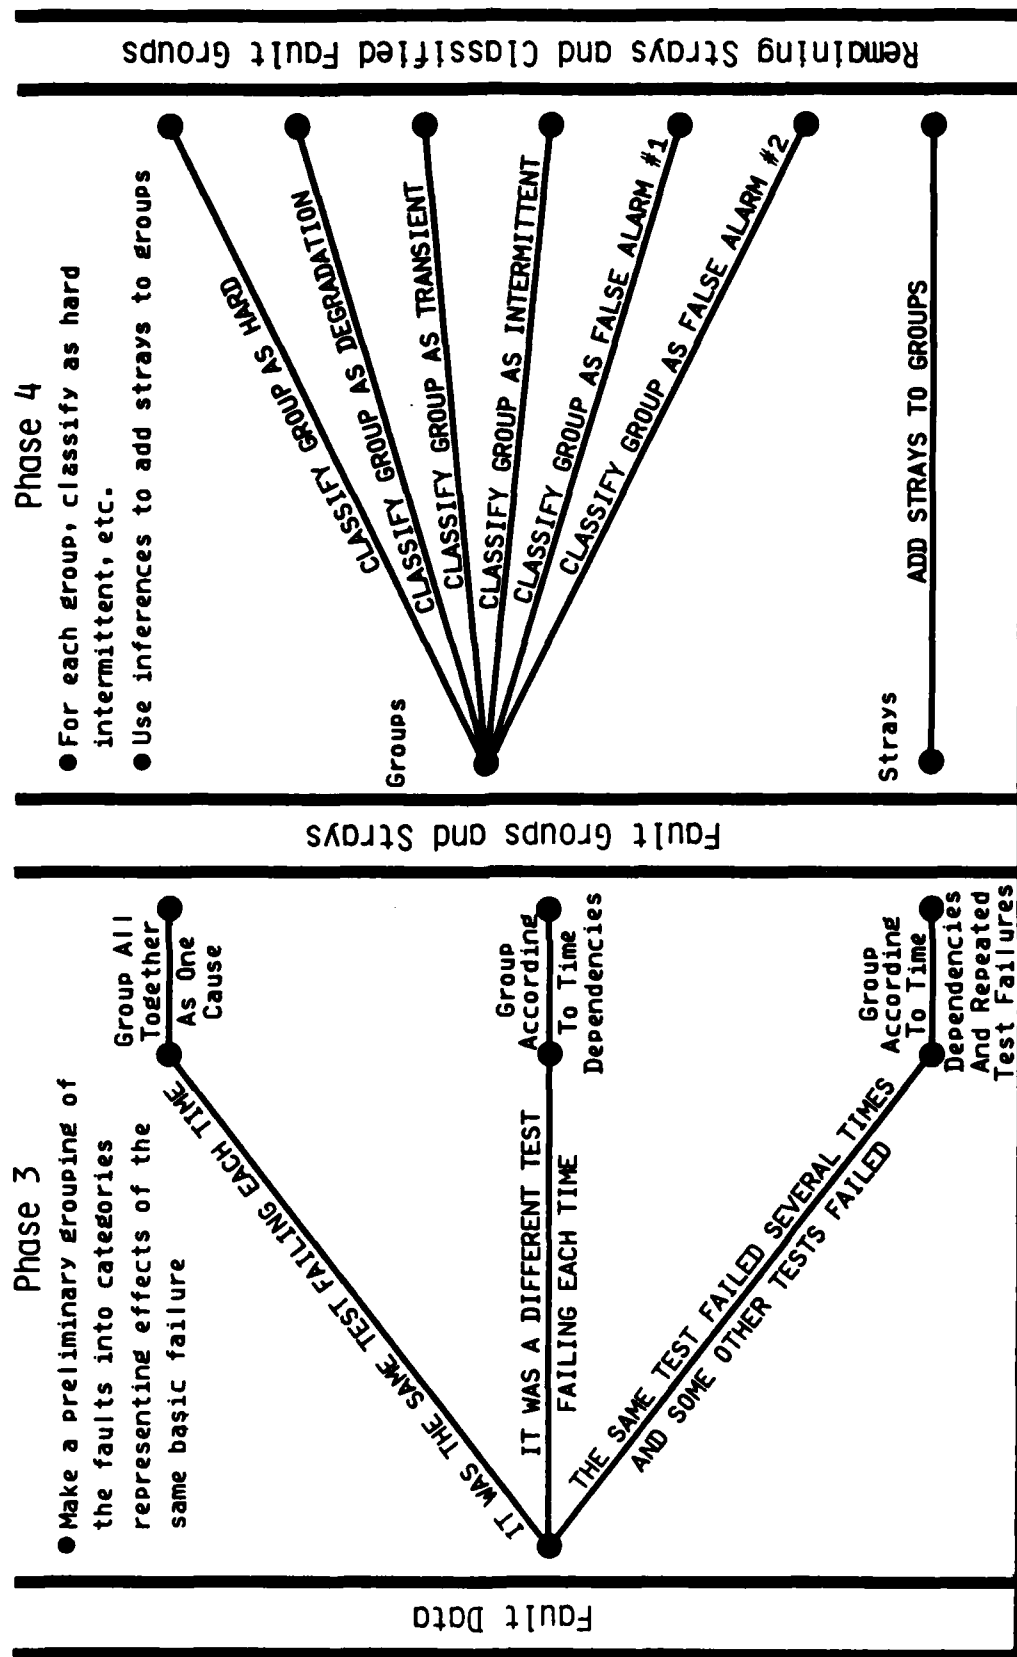 Fault Data
Phase 3
● Make a preliminary grouping of
the faults into categories
representing effects of the
same basic failure
IT WAS THE SAME TEST FAILING EACH TIME
Group All
Together
As One
Cause
IT WAS A DIFFERENT TEST
FAILING EACH TIME
Group
According
To Time
Dependencies
THE SAME TEST FAILED SEVERAL TIMES
AND SOME OTHER TESTS FAILED
Group
According
To Time
Dependencies
And Repeated
Test Failures
Fault Groups and Strays
Phase 4
● For each group, classify as hard
intermittent, etc.
● Use inferences to add strays to groups
Groups
CLASSIFY GROUP AS HARD
CLASSIFY GROUP AS DEGRADATION
CLASSIFY GROUP AS TRANSIENT
CLASSIFY GROUP AS INTERMITTENT
CLASSIFY GROUP AS FALSE ALARM #1
CLASSIFY GROUP AS FALSE ALARM #2
Strays
ADD STRAYS TO GROUPS
Remaining Strays and Classified Fault Groups